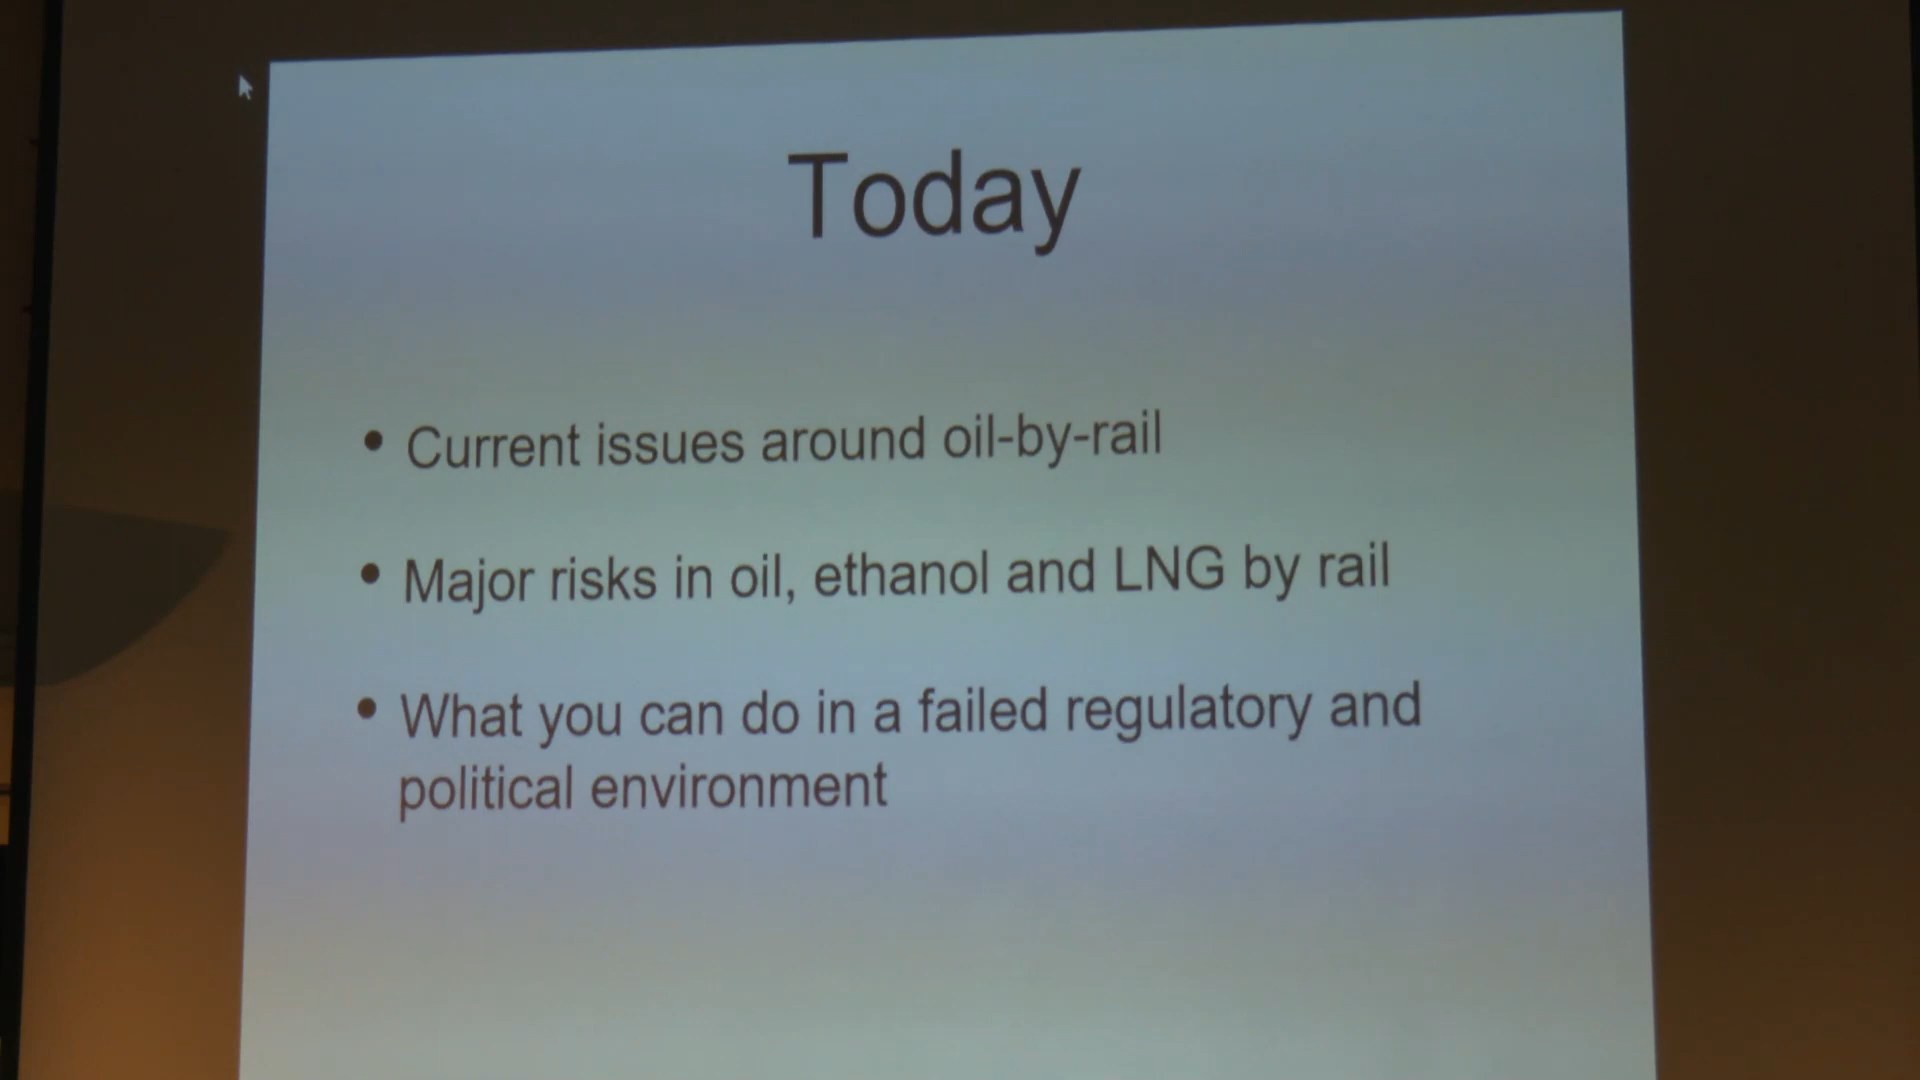 Today
• Current issues around oil-by-rail
• Major risks in oil, ethanol and LNG by rail
• What you can do in a failed regulatory and
political environment